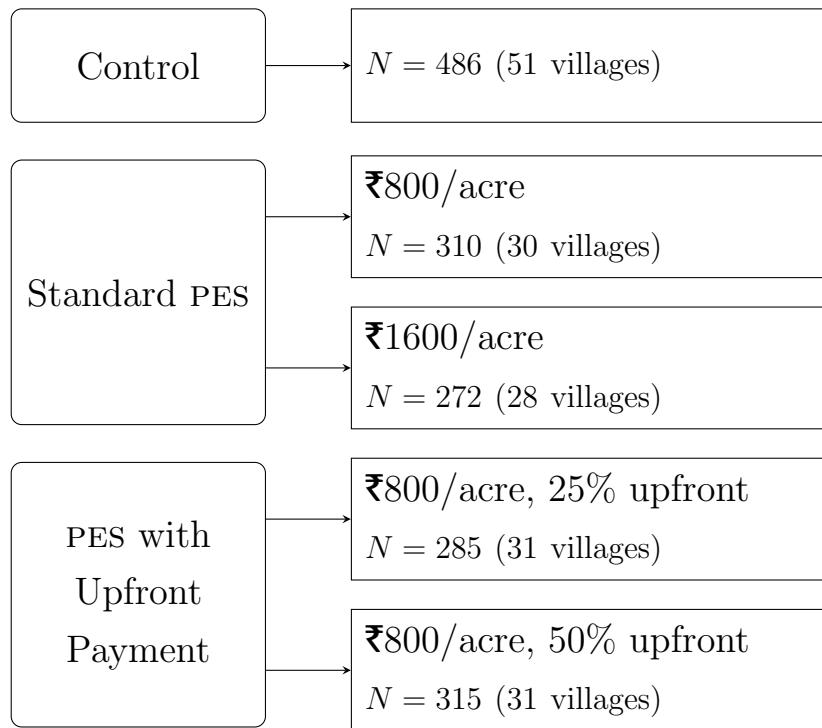 Control
N = 486 (51 villages)
Standard PES
₹800/acre
N = 310 (30 villages)
₹1600/acre
N = 272 (28 villages)
PES with
Upfront
Payment
₹800/acre, 25% upfront
N = 285 (31 villages)
₹800/acre, 50% upfront
N = 315 (31 villages)